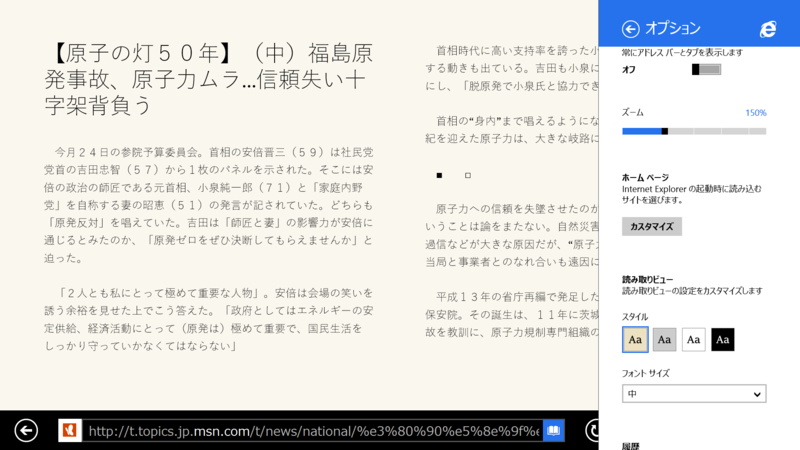 【原子の灯５０年】（中）福島原
発事故、原子力ムラ...信頼失い十
字架背負う
　今月２４日の参院予算委員会。首相の安倍晋三（５９）は社民党
党首の吉田忠智（５７）から１枚のパネルを示された。そこには安
倍の政治の師匠である元首相、小泉純一郎（７１）と「家庭内野
党」を自称する妻の昭恵（５１）の発言が記されていた。どちらも
「原発反対」を唱えていた。吉田は「師匠と妻」の影響力が安倍に
通じるとみたのか、「原発ゼロをぜひ決断してもらえませんか」と
迫った。
　「２人とも私にとって極めて重要な人物」。安倍は会場の笑いを
誘う余裕を見せた上でこう答えた。「政府としてはエネルギーの安
定供給、経済活動にとって（原発は）極めて重要で、国民生活を
しっかり守っていかなくてはならない」
　首相時代に高い支持率を誇った小
する動きも出ている。吉田も小泉に
にし、「脱原発で小泉氏と協力でき
　首相の“身内”まで唱えるようにな
紀を迎えた原子力は、大きな岐路に
　■　□
　原子力への信頼を失墜させたのが
いうことは論をまたない。自然災害
過信などが大きな原因だが、“原子
当局と事業者とのなれ合いも遠因に
　平成１３年の省庁再編で発足した
保安院。その誕生は、１１年に茨城
故を教訓に、原子力規制専門組織の
オプション
常にアドレス バーとタブを表示します
オフ
ズーム
150%
ホーム ページ
Internet Explorer の起動時に読み込む
サイトを選びます。
カスタマイズ
読み取りビュー
読み取りビューの設定をカスタマイズします
スタイル
Aa Aa Aa Aa
フォント サイズ
中
履歴
http://t.topics.jp.msn.com/t/news/national/%e3%80%90%e5%8e%9f%e